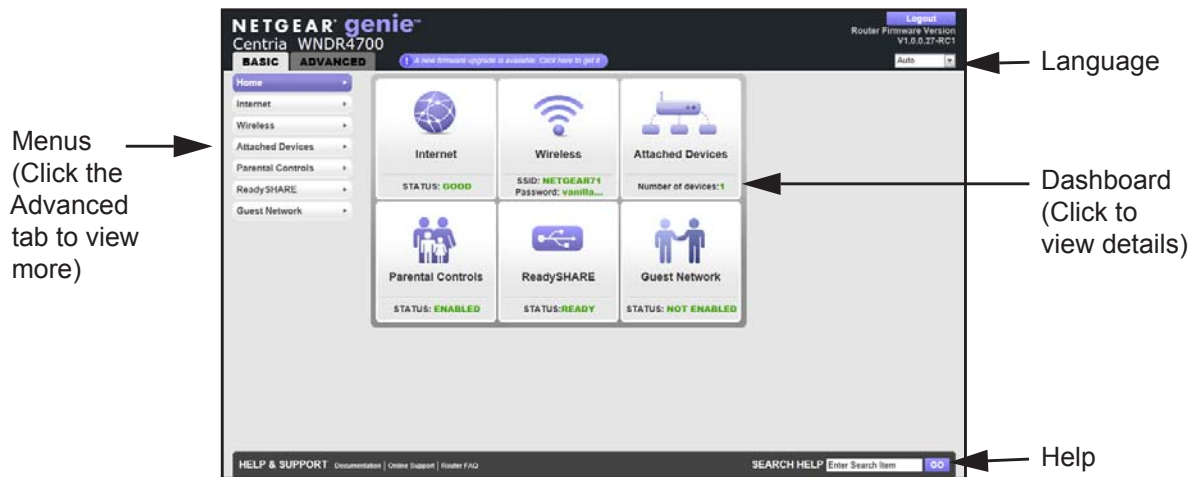 NETGEAR® genie™
Centria WNDR4700
Logout
Router Firmware Version
V1.0.0.27-RC1
BASIC
ADVANCED
A new firmware upgrade is available. Click here to get it
Auto
Language
Home
Internet
Wireless
Attached Devices
Parental Controls
ReadySHARE
Guest Network
Menus
(Click the
Advanced
tab to view
more)
Internet
STATUS: GOOD
Wireless
SSID: NETGEAR71
Password: vanilla...
Attached Devices
Number of devices:1
Parental Controls
STATUS: ENABLED
ReadySHARE
STATUS:READY
Guest Network
STATUS: NOT ENABLED
Dashboard
(Click to
view details)
HELP & SUPPORT Documentation | Online Support | Router FAQ
SEARCH HELP Enter Search Item GO
Help